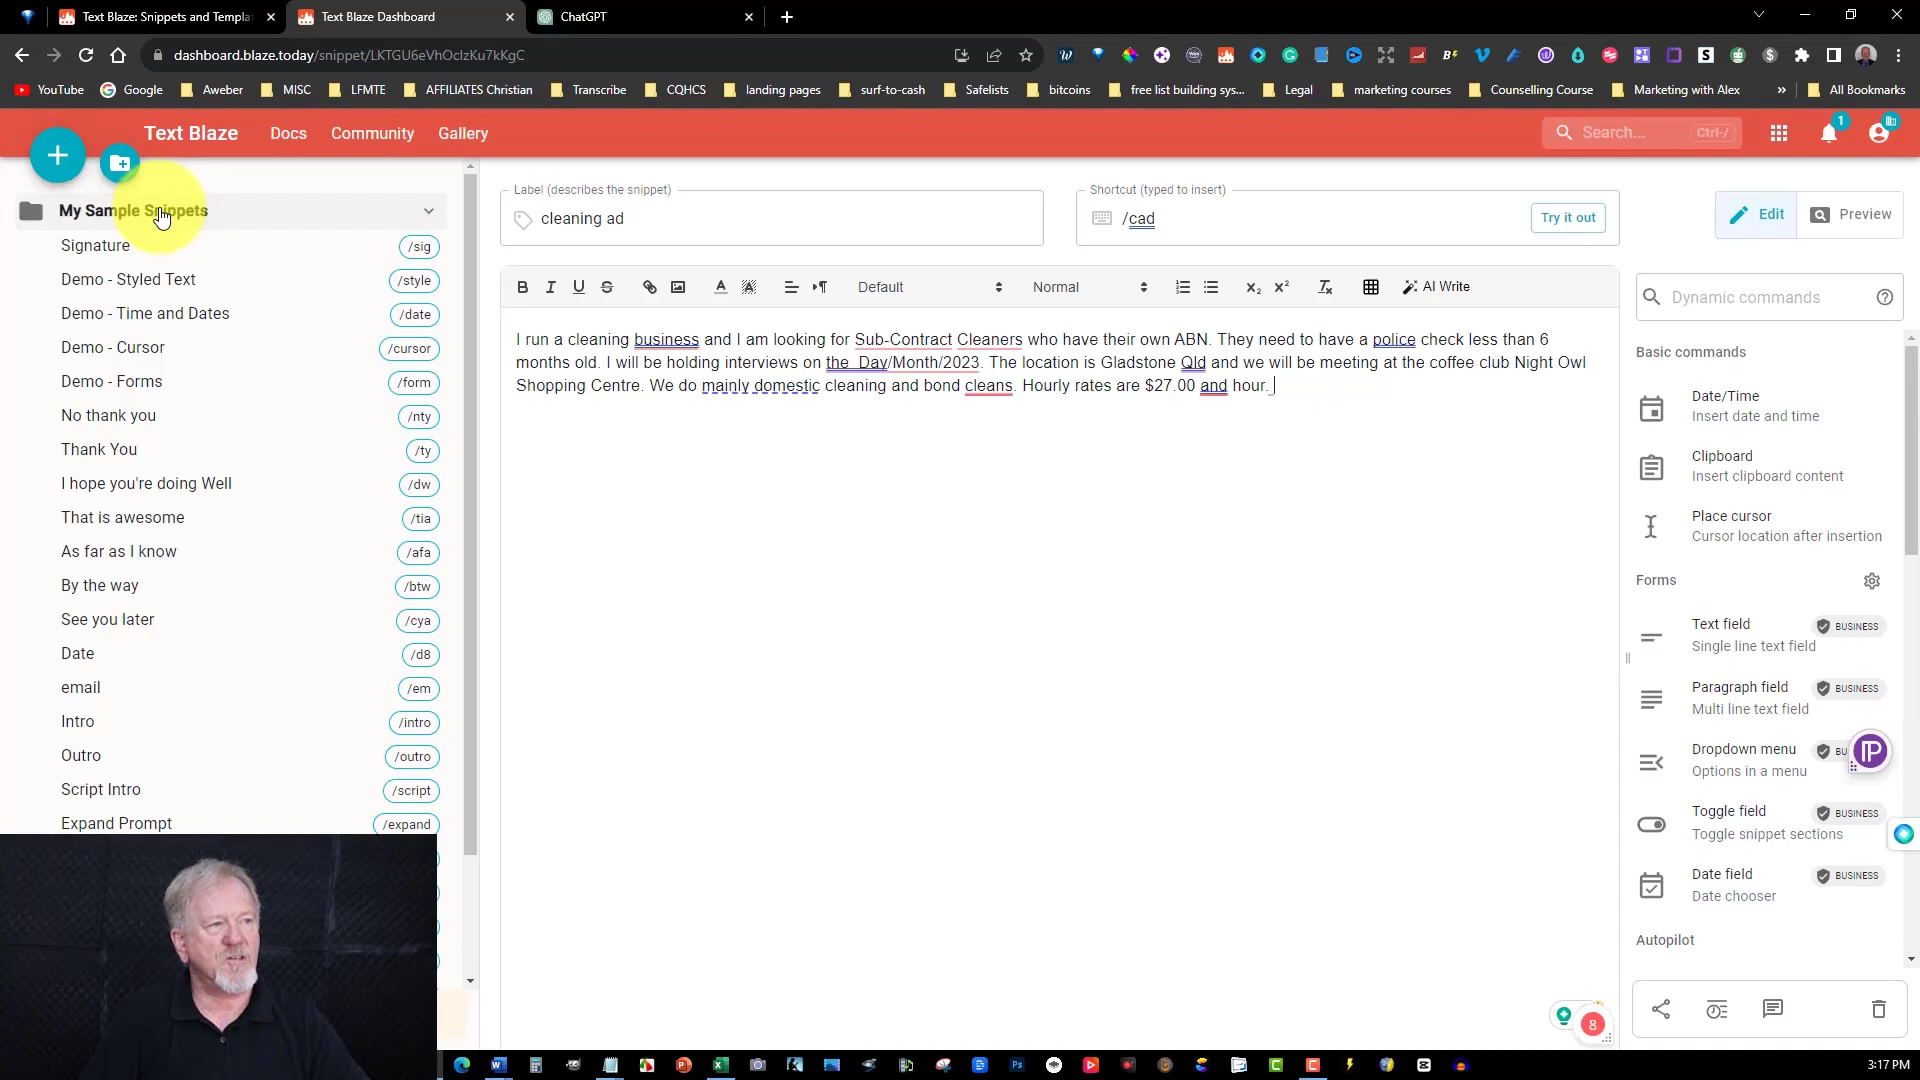 Text Blaze: Snippets and Templa
Text Blaze Dashboard
ChatGPT
dashboard.blaze.today/snippet/LKTGU6eVhOclzKu7kKgC
YouTube
Google
Aweber
MISC
LFMTE
AFFILIATES Christian
Transcribe
CQHCS
landing pages
surf-to-cash
Safelists
bitcoins
free list building sys...
Legal
marketing courses
Counselling Course
Marketing with Alex
»
All Bookmarks
Text Blaze
Docs
Community
Gallery
Search...
Ctrl-/
1
My Sample Snippets
Signature /sig
Demo - Styled Text /style
Demo - Time and Dates /date
Demo - Cursor /cursor
Demo - Forms /form
No thank you /nty
Thank You /ty
I hope you're doing Well /dw
That is awesome /tia
As far as I know /afa
By the way /btw
See you later /cya
Date /d8
email /em
Intro /intro
Outro /outro
Script Intro /script
Expand Prompt /expand
Label (describes the snippet)
cleaning ad
Shortcut (typed to insert)
/cad
Try it out
Edit
Preview
Default
Normal
AI Write
I run a cleaning business and I am looking for Sub-Contract Cleaners who have their own ABN. They need to have a police check less than 6
months old. I will be holding interviews on the  Day/Month/2023. The location is Gladstone Qld and we will be meeting at the coffee club Night Owl
Shopping Centre. We do mainly domestic cleaning and bond cleans. Hourly rates are $27.00 and hour.
Dynamic commands
Basic commands
Date/Time
Insert date and time
Clipboard
Insert clipboard content
Place cursor
Cursor location after insertion
Forms
Text field BUSINESS
Single line text field
Paragraph field BUSINESS
Multi line text field
Dropdown menu BU
Options in a menu
Toggle field BUSINESS
Toggle snippet sections
Date field BUSINESS
Date chooser
Autopilot
8
3:17 PM